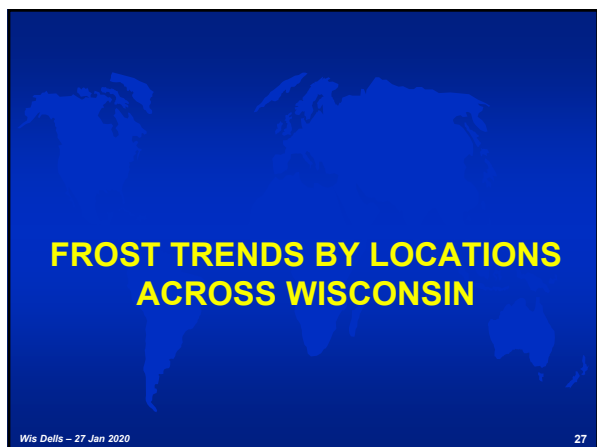 FROST TRENDS BY LOCATIONS
ACROSS WISCONSIN
Wis Dells – 27 Jan 2020
27